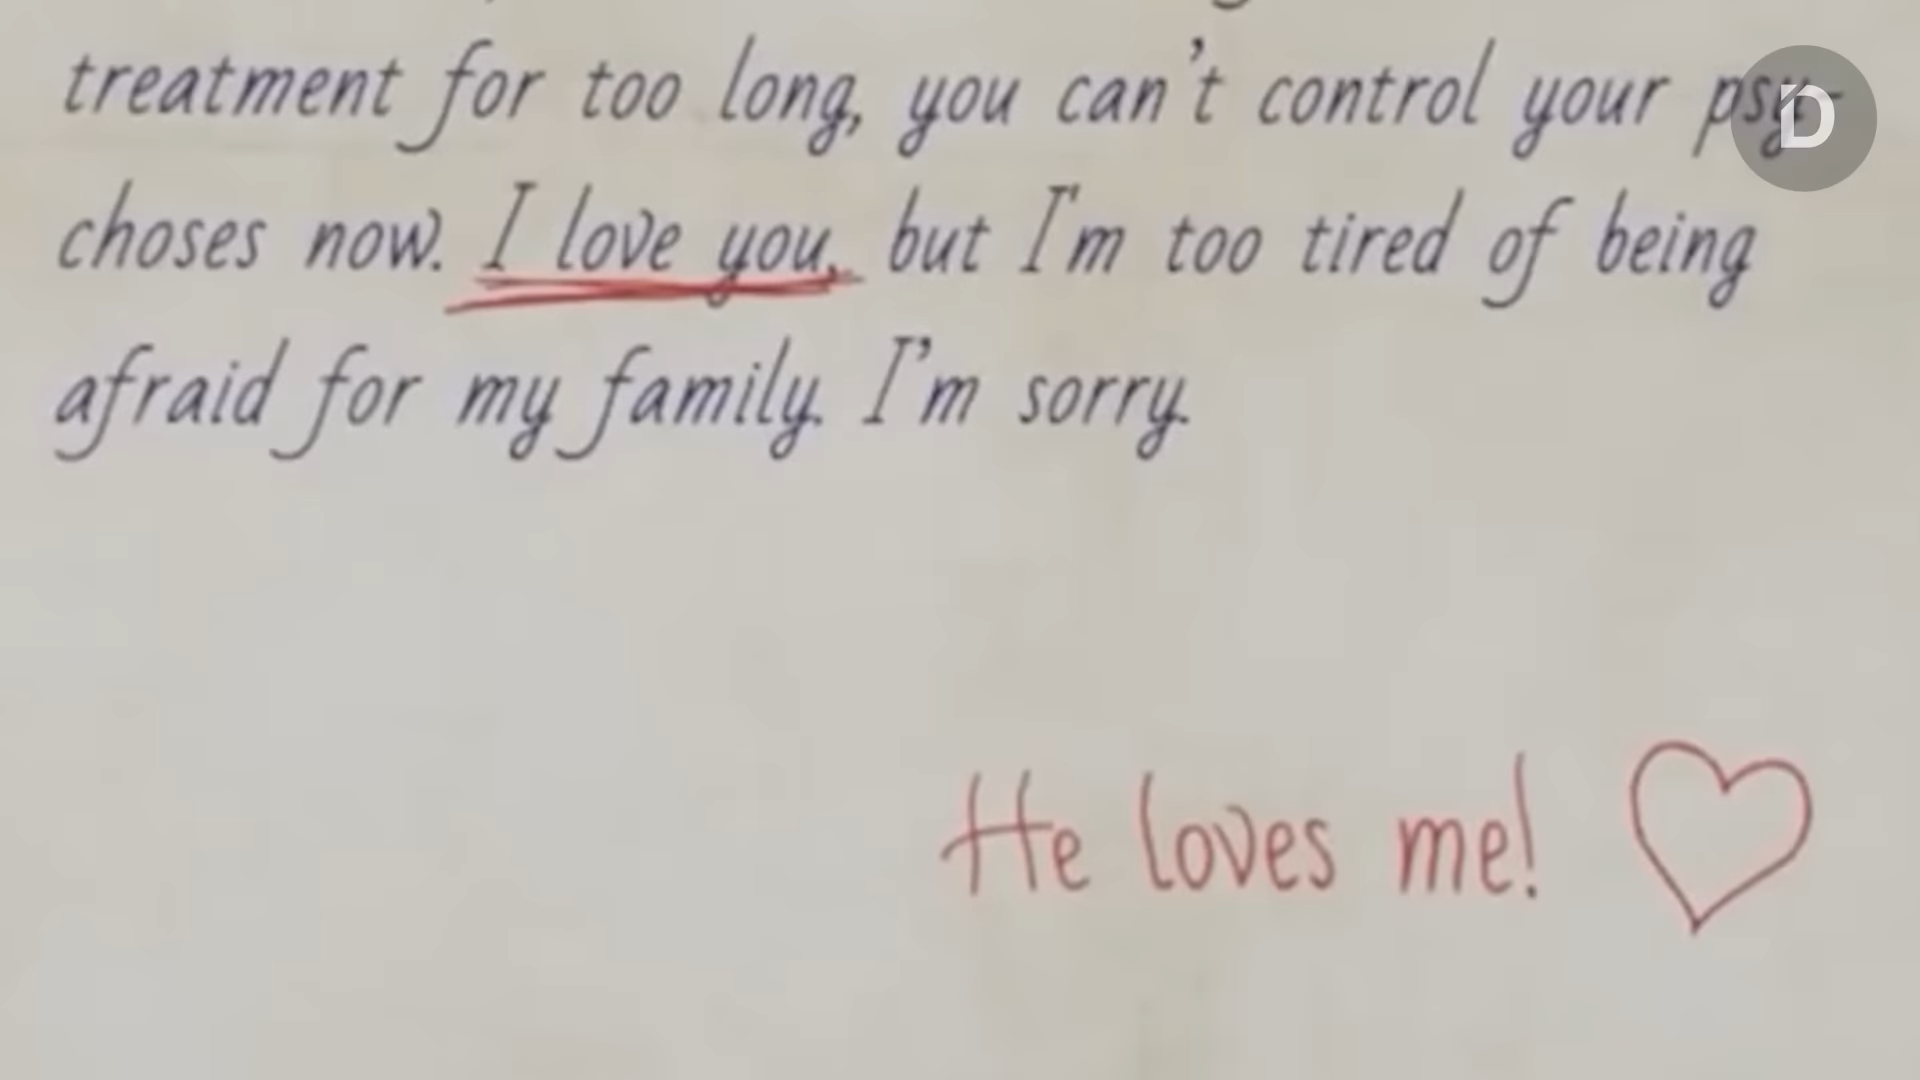 treatment for too long, you can't control your psy-
choses now. I love you, but I'm too tired of being
afraid for my family. I'm sorry.
He loves me!
D